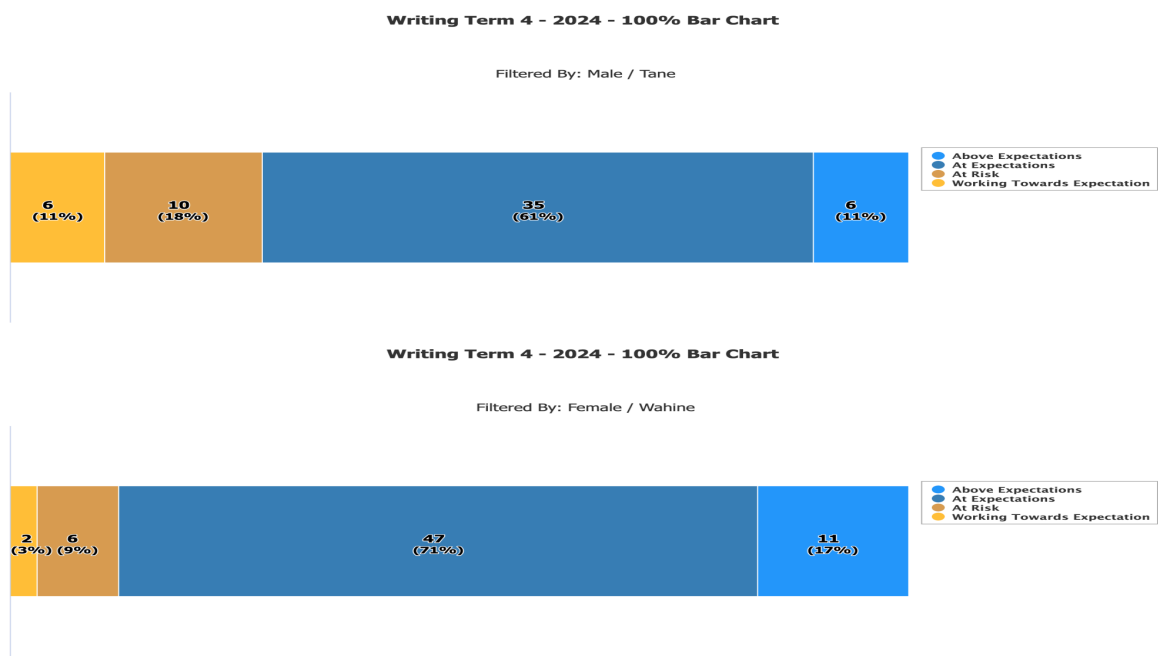 Writing Term 4 - 2024 - 100% Bar Chart
Filtered By: Male / Tane
6
(11%)
10
(18%)
35
(61%)
6
(11%)
Above Expectations
At Expectations
At Risk
Working Towards Expectation
Writing Term 4 - 2024 - 100% Bar Chart
Filtered By: Female / Wahine
2
(3%)
6
(9%)
47
(71%)
11
(17%)
Above Expectations
At Expectations
At Risk
Working Towards Expectation